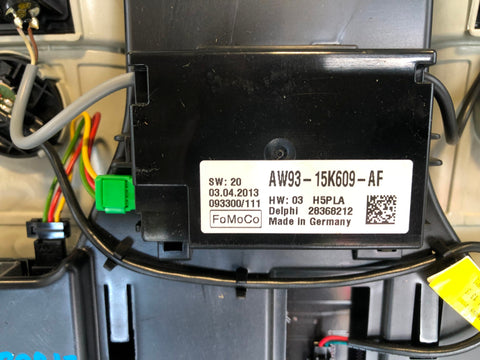 SW: 20
03.04.2013
093300/111
FoMoCo
AW93-15K609-AF
HW: 03 H5PLA
Delphi 28368212
Made in Germany